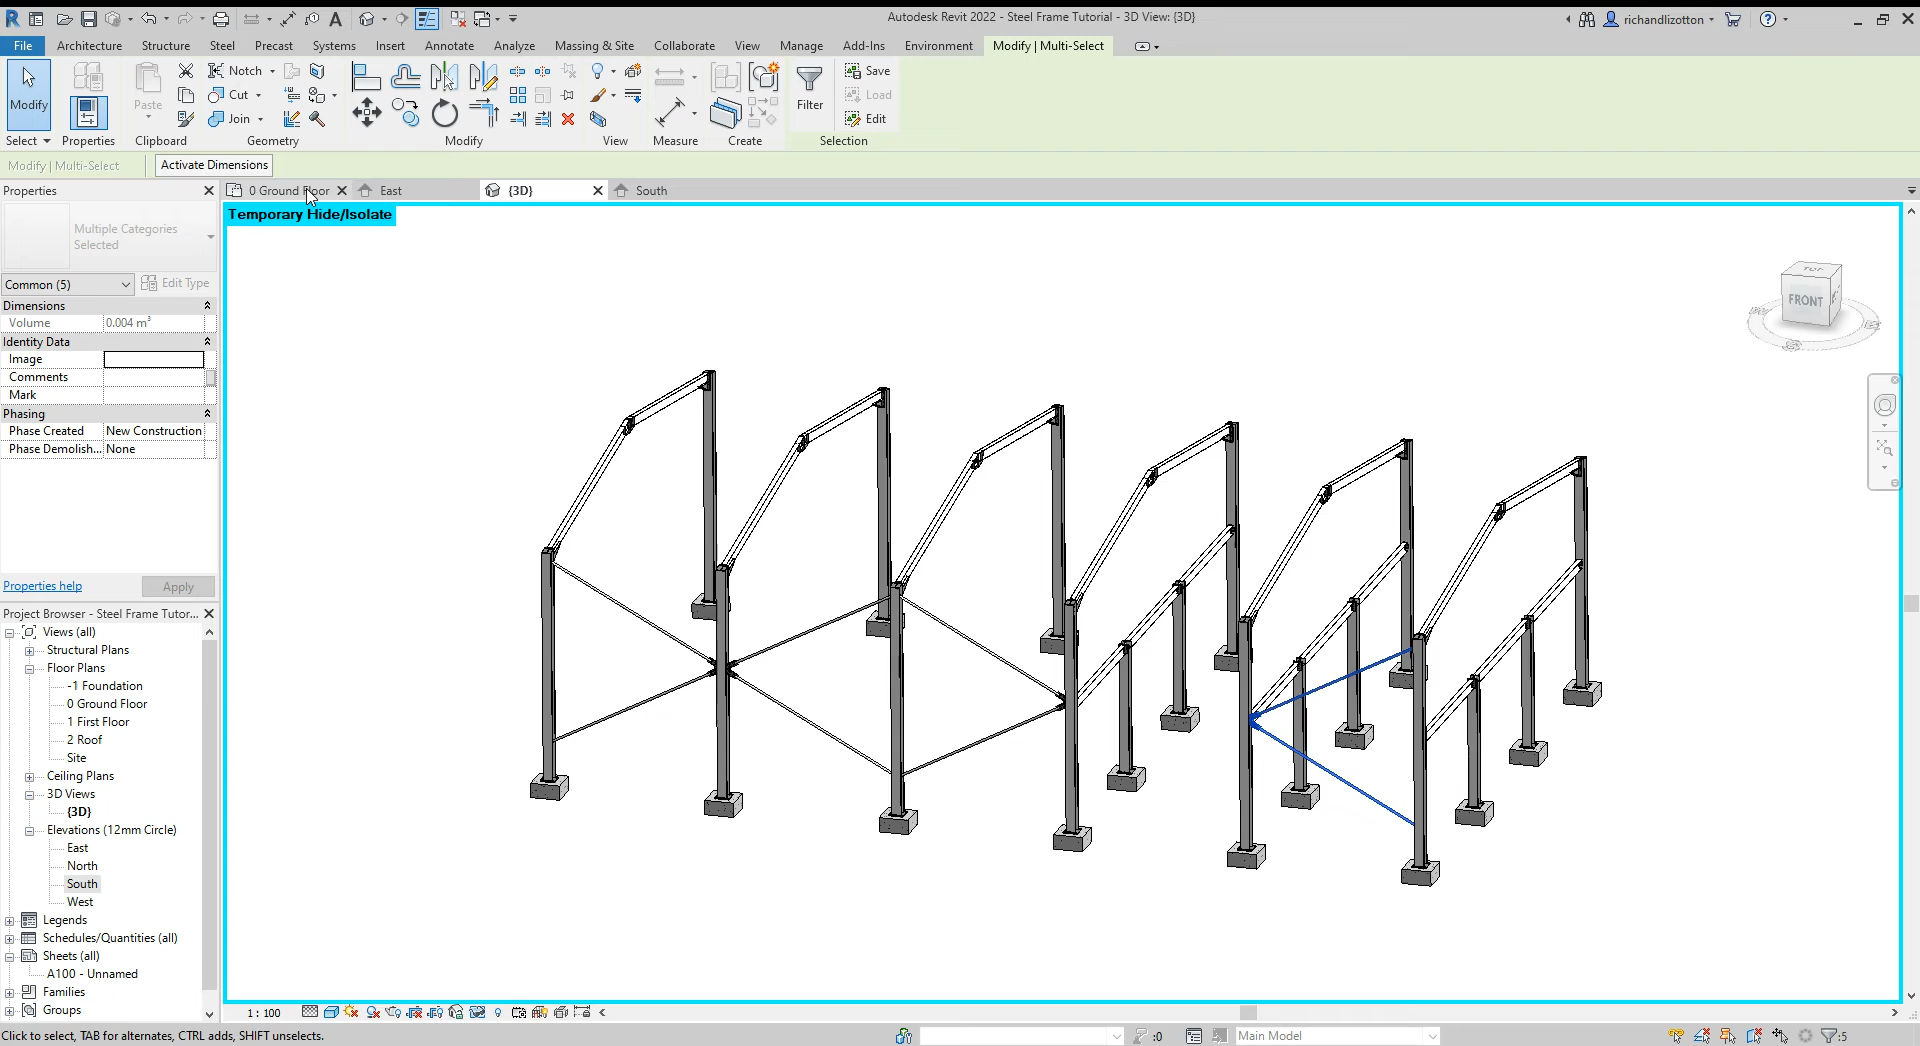 Autodesk Revit 2022 - Steel Frame Tutorial - 3D View: {3D}
richandlizotton
File Architecture Structure Steel Precast Systems Insert Annotate Analyze Massing & Site Collaborate View Manage Add-Ins Environment Modify | Multi-Select
Modify
Paste
Notch
Cut
Join
Filter
Save
Load
Edit
Select Properties Clipboard Geometry Modify View Measure Create Selection
Modify | Multi-Select Activate Dimensions
Properties
0 Ground Floor East {3D} South
Temporary Hide/Isolate
Multiple Categories
Selected
Common (5) Edit Type
Dimensions
Volume 0.004 m³
Identity Data
Image
Comments
Mark
Phasing
Phase Created New Construction
Phase Demolish... None
Properties help Apply
TOP
FRONT
Project Browser - Steel Frame Tutor...
Views (all)
Structural Plans
Floor Plans
-1 Foundation
0 Ground Floor
1 First Floor
2 Roof
Site
Ceiling Plans
3D Views
{3D}
Elevations (12mm Circle)
East
North
South
West
Legends
Schedules/Quantities (all)
Sheets (all)
A100 - Unnamed
Families
Groups
1 : 100
Click to select, TAB for alternates, CTRL adds, SHIFT unselects.
:0
Main Model
:5